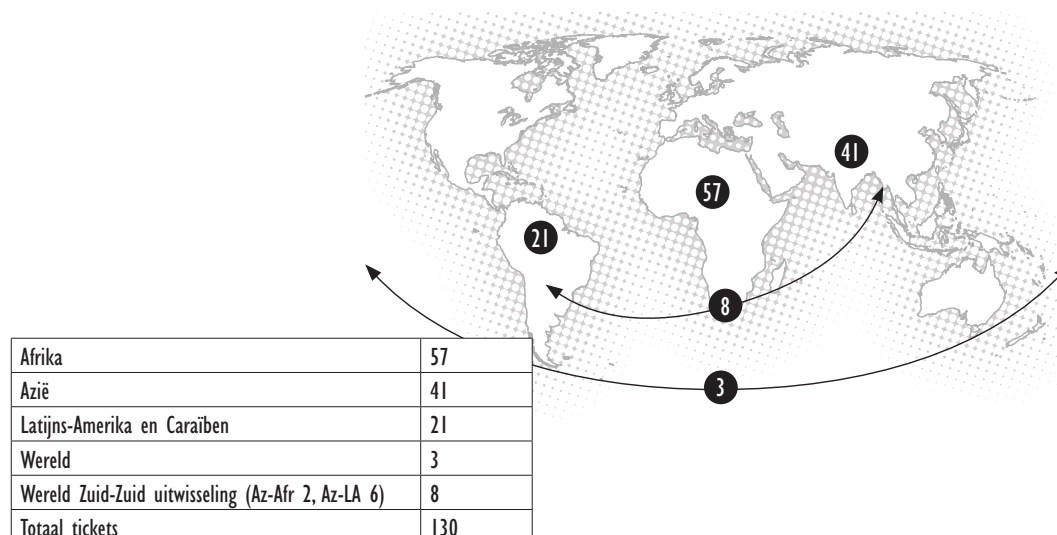 41
57
21
8
3
Afrika 57
Azië 41
Latijns-Amerika en Caraïben 21
Wereld 3
Wereld Zuid-Zuid uitwisseling (Az-Afr 2, Az-LA 6) 8
Totaal tickets 130